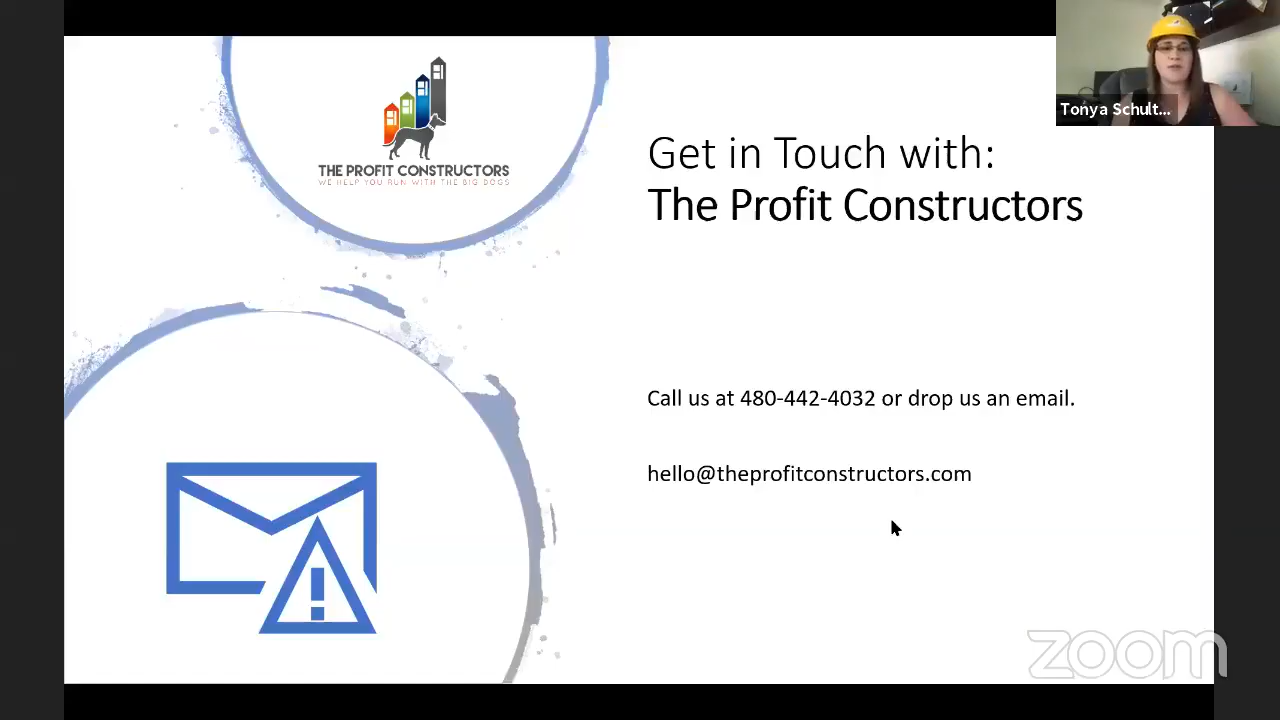 THE PROFIT CONSTRUCTORS
WE HELP YOU RUN WITH THE BIG DOGS
Get in Touch with:
The Profit Constructors
Tonya Schult...
Call us at 480-442-4032 or drop us an email.
hello@theprofitconstructors.com
zoom